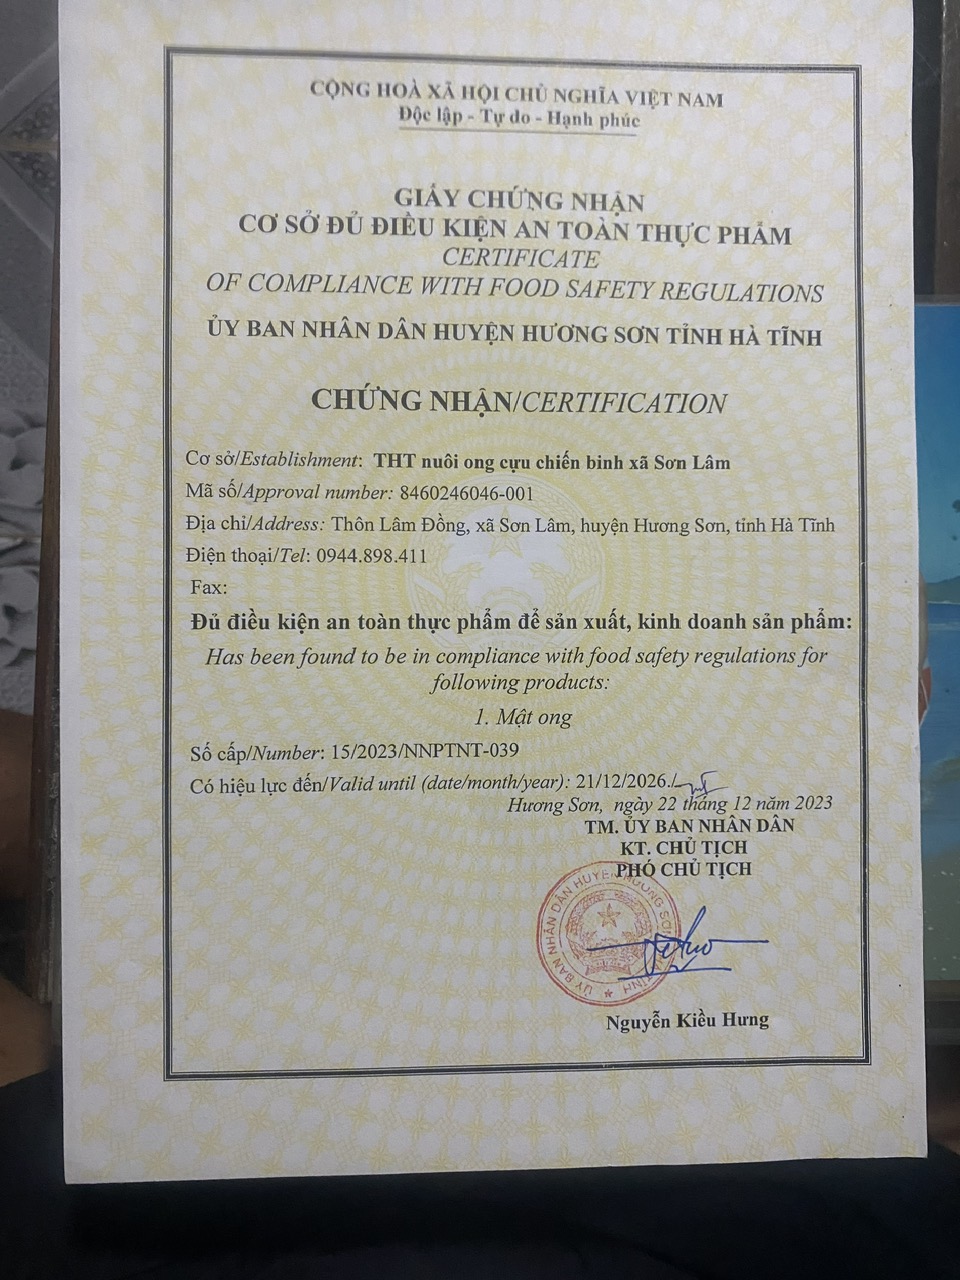 CỘNG HOÀ XÃ HỘI CHỦ NGHĨA VIỆT NAM
Độc lập - Tự do - Hạnh phúc
GIẤY CHỨNG NHẬN
CƠ SỞ ĐỦ ĐIỀU KIỆN AN TOÀN THỰC PHẨM
CERTIFICATE
OF COMPLIANCE WITH FOOD SAFETY REGULATIONS
ỦY BAN NHÂN DÂN HUYỆN HƯƠNG SƠN TỈNH HÀ TĨNH
CHỨNG NHẬN/CERTIFICATION
Cơ sở/Establishment: THT nuôi ong cựu chiến binh xã Sơn Lâm
Mã số/Approval number: 8460246046-001
Địa chỉ/Address: Thôn Lâm Đồng, xã Sơn Lâm, huyện Hương Sơn, tỉnh Hà Tĩnh
Điện thoại/Tel: 0944.898.411
Fax:
Đủ điều kiện an toàn thực phẩm để sản xuất, kinh doanh sản phẩm:
Has been found to be in compliance with food safety regulations for
following products:
1. Mật ong
Số cấp/Number: 15/2023/NNPTNT-039
Có hiệu lực đến/Valid until (date/month/year): 21/12/2026./.
Hương Sơn, ngày 22 tháng 12 năm 2023
TM. ỦY BAN NHÂN DÂN
KT. CHỦ TỊCH
PHÓ CHỦ TỊCH
ỦY BAN NHÂN DÂN HUYỆN HƯƠNG SƠN
Nguyễn Kiều Hưng